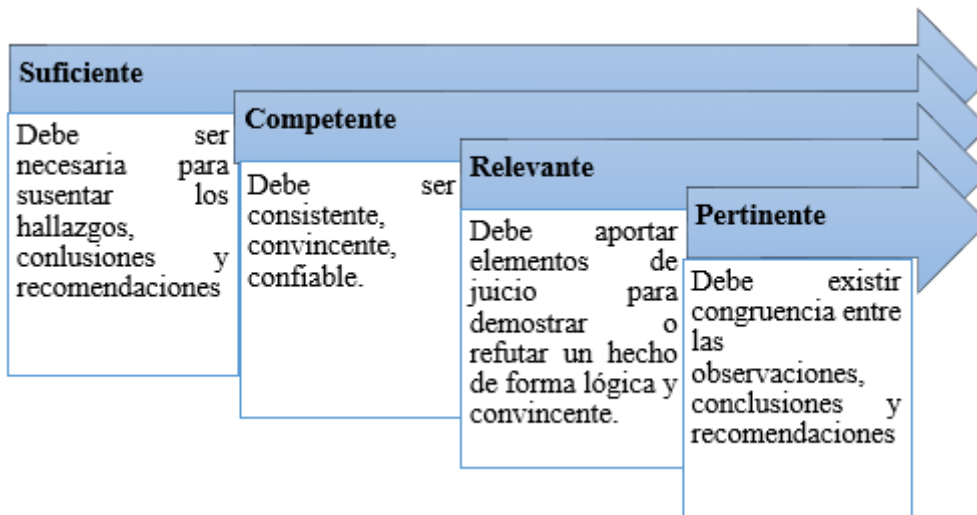 Suficiente
Debe ser
necesaria para
susentar los
hallazgos,
conlusiones y
recomendaciones
Competente
Debe ser
consistente,
convincente,
confiable.
Relevante
Debe aportar
elementos de
juicio para
demostrar o
refutar un hecho
de forma lógica y
convincente.
Pertinente
Debe existir
congruencia entre
las
observaciones,
conclusiones y
recomendaciones